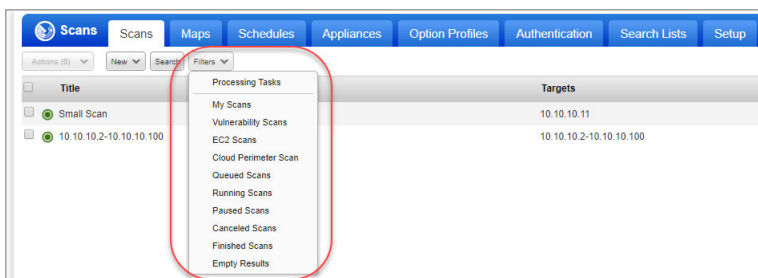 Scans Scans Maps Schedules Appliances Option Profiles Authentication Search Lists Setup
Actions (0) New Search Filters
Title Targets
Processing Tasks
My Scans
Vulnerability Scans
EC2 Scans
Cloud Perimeter Scan
Queued Scans
Running Scans
Paused Scans
Canceled Scans
Finished Scans
Empty Results
Small Scan 10.10.10.11
10.10.10.2-10.10.10.100 10.10.10.2-10.10.10.100